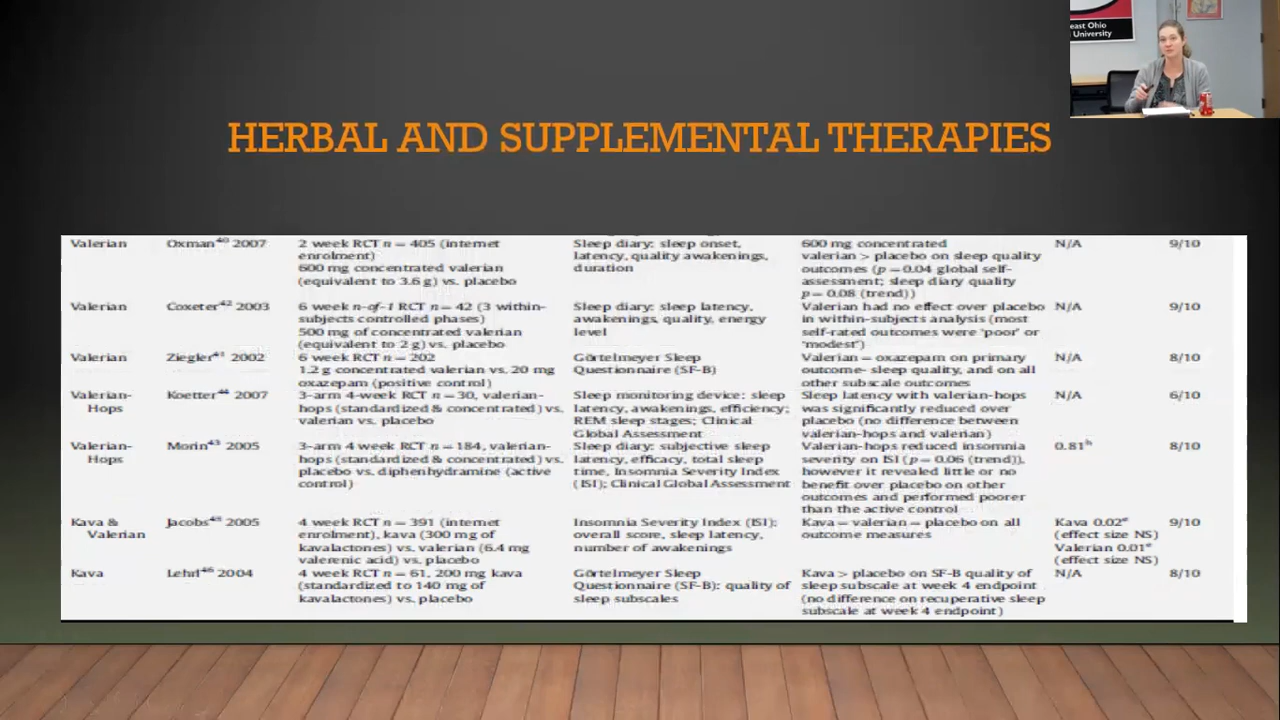 east Ohio
University
HERBAL AND SUPPLEMENTAL THERAPIES
Valerian Oxman⁴⁰ 2007 2 week RCT n = 405 (internet Sleep diary: sleep onset, 600 mg concentrated N/A 9/10
enrolment) latency, quality awakenings, valerian > placebo on sleep quality
600 mg concentrated valerian duration outcomes (p = 0.04 global self-
(equivalent to 3.6 g) vs. placebo assessment; sleep diary quality
p = 0.08 (trend))
Valerian Coxeter⁴² 2003 6 week n-of-1 RCT n = 42 (3 within- Sleep diary: sleep latency, Valerian had no effect over placebo N/A 9/10
subjects controlled phases) awakenings, quality, energy in within-subjects analysis (most
500 mg of concentrated valerian level self-rated outcomes were 'poor' or
(equivalent to 2 g) vs. placebo 'modest')
Valerian Ziegler⁴¹ 2002 6 week RCT n = 202 Görtelmeyer Sleep Valerian = oxazepam on primary N/A 8/10
1.2 g concentrated valerian vs. 20 mg Questionnaire (SF-B) outcome- sleep quality, and on all
oxazepam (positive control) other subscale outcomes
Valerian- Koetter⁴⁴ 2007 3-arm 4-week RCT n = 30, valerian- Sleep monitoring device: sleep Sleep latency with valerian-hops N/A 6/10
Hops hops (standardized & concentrated) vs. latency, awakenings, efficiency; was significantly reduced over
valerian vs. placebo REM sleep stages; Clinical placebo (no difference between
Global Assessment valerian-hops and valerian)
Valerian- Morin⁴³ 2005 3-arm 4 week RCT n = 184, valerian- Sleep diary: subjective sleep Valerian-hops reduced insomnia 0.81ʰ 8/10
Hops hops (standardized & concentrated) vs. latency, efficacy, total sleep severity on ISI (p = 0.06 (trend)),
placebo vs. diphenhydramine (active time, Insomnia Severity Index however it revealed little or no
control) (ISI); Clinical Global Assessment benefit over placebo on other
outcomes and performed poorer
than the active control
Kava & Jacobs⁴⁵ 2005 4 week RCT n = 391 (internet Insomnia Severity Index (ISI): Kava = valerian = placebo on all Kava 0.02ᵉ 9/10
Valerian enrolment), kava (300 mg of overall score, sleep latency, outcome measures (effect size NS)
kavalactones) vs. valerian (6.4 mg number of awakenings Valerian 0.01ᵉ
valerenic acid) vs. placebo (effect size NS)
Kava Lehrl⁴⁶ 2004 4 week RCT n = 61, 200 mg kava Görtelmeyer Sleep Kava > placebo on SF-B quality of N/A 8/10
(standardized to 140 mg of Questionnaire (SF-B): quality of sleep subscale at week 4 endpoint
kavalactones) vs. placebo sleep subscales (no difference on recuperative sleep
subscale at week 4 endpoint)